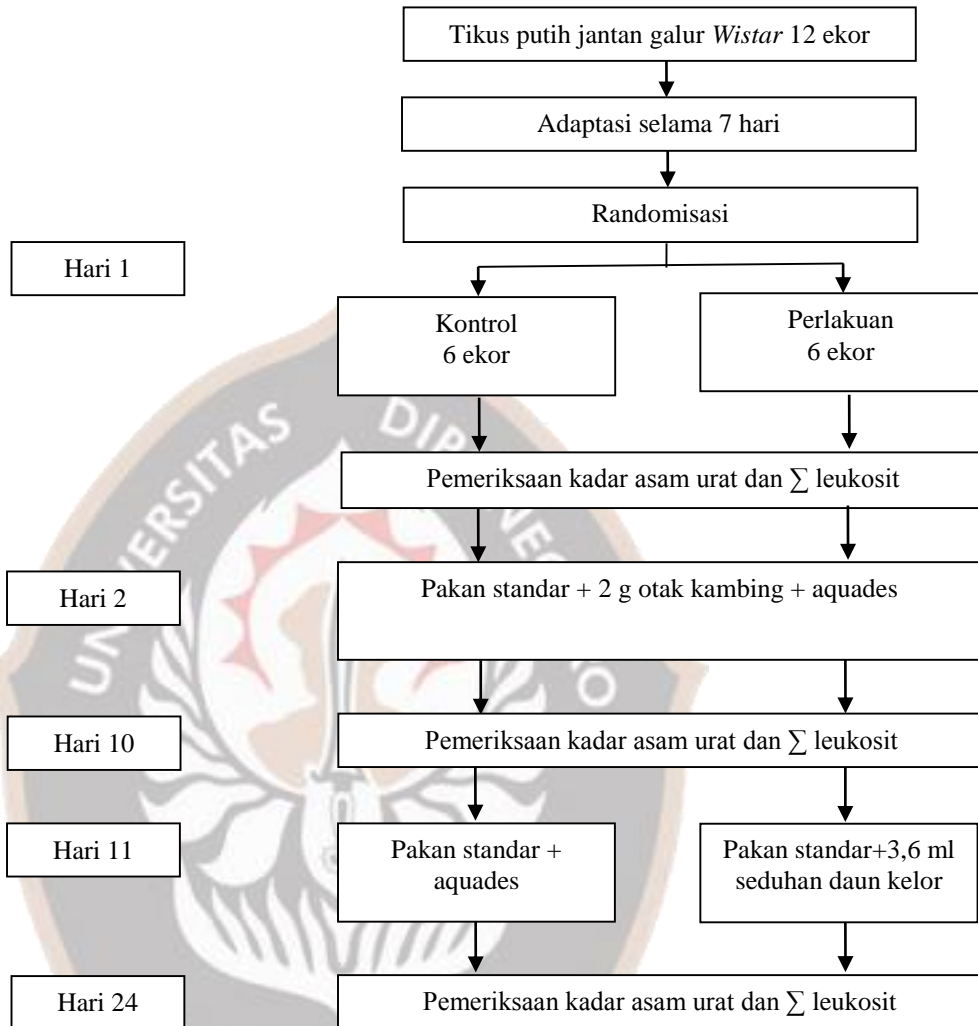 Tikus putih jantan galur Wistar 12 ekor
Adaptasi selama 7 hari
Randomisasi
Hari 1
Kontrol
6 ekor
Perlakuan
6 ekor
Pemeriksaan kadar asam urat dan ∑ leukosit
Hari 2
Pakan standar + 2 g otak kambing + aquades
Hari 10
Pemeriksaan kadar asam urat dan ∑ leukosit
Hari 11
Pakan standar +
aquades
Pakan standar+3,6 ml
seduhan daun kelor
Hari 24
Pemeriksaan kadar asam urat dan ∑ leukosit
UNIVERSITAS